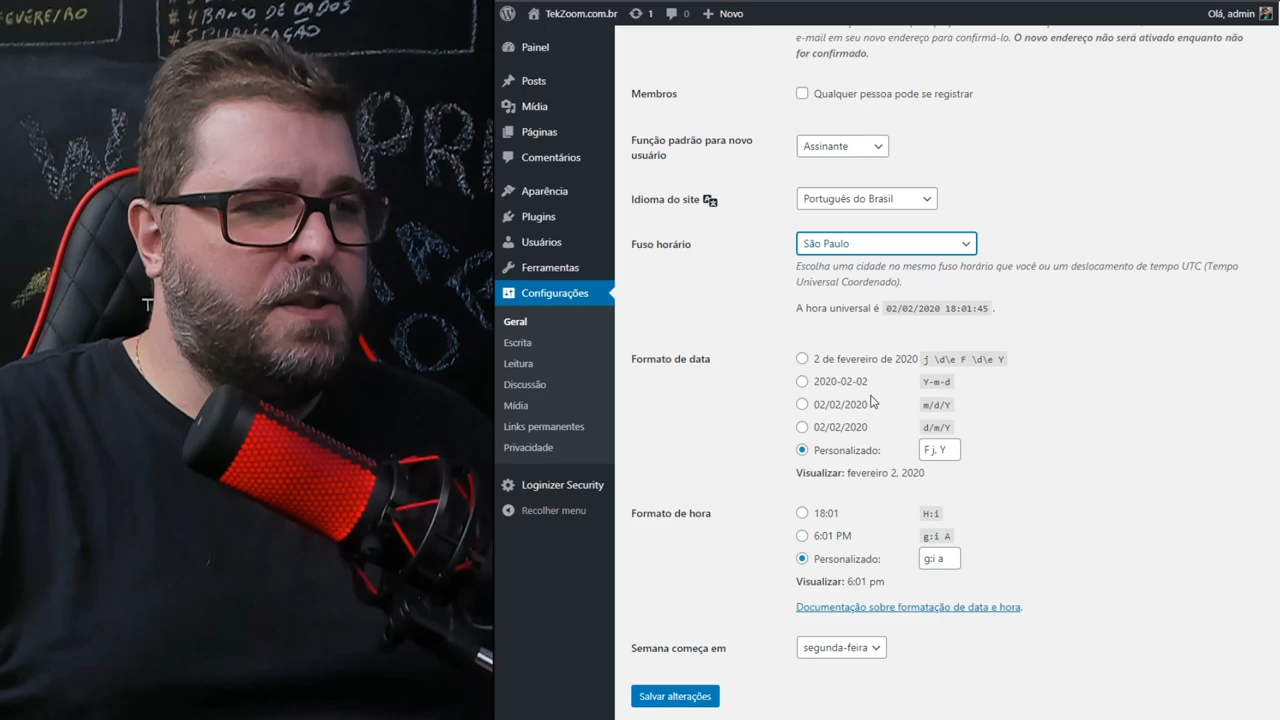 EVEREIRO
# 4 BANCO DE DADOS
# 5 PUBLICAÇÃO
TekZoom.com.br
1
0
Novo
Olá, admin
Painel
Posts
Mídia
Páginas
Comentários
Aparência
Plugins
Usuários
Ferramentas
Configurações
Geral
Escrita
Leitura
Discussão
Mídia
Links permanentes
Privacidade
Loginizer Security
Recolher menu
e-mail em seu novo endereço para confirmá-lo. O novo endereço não será ativado enquanto não
for confirmado.
Membros
Qualquer pessoa pode se registrar
Função padrão para novo
usuário
Assinante
Idioma do site
Português do Brasil
Fuso horário
São Paulo
Escolha uma cidade no mesmo fuso horário que você ou um deslocamento de tempo UTC (Tempo
Universal Coordenado).
A hora universal é 02/02/2020 18:01:45 .
Formato de data
2 de fevereiro de 2020 j \d\e F \d\e Y
2020-02-02 Y-m-d
02/02/2020 m/d/Y
02/02/2020 d/m/Y
Personalizado: F j, Y
Visualizar: fevereiro 2, 2020
Formato de hora
18:01 H:i
6:01 PM g:i A
Personalizado: g:i a
Visualizar: 6:01 pm
Documentação sobre formatação de data e hora.
Semana começa em
segunda-feira
Salvar alterações